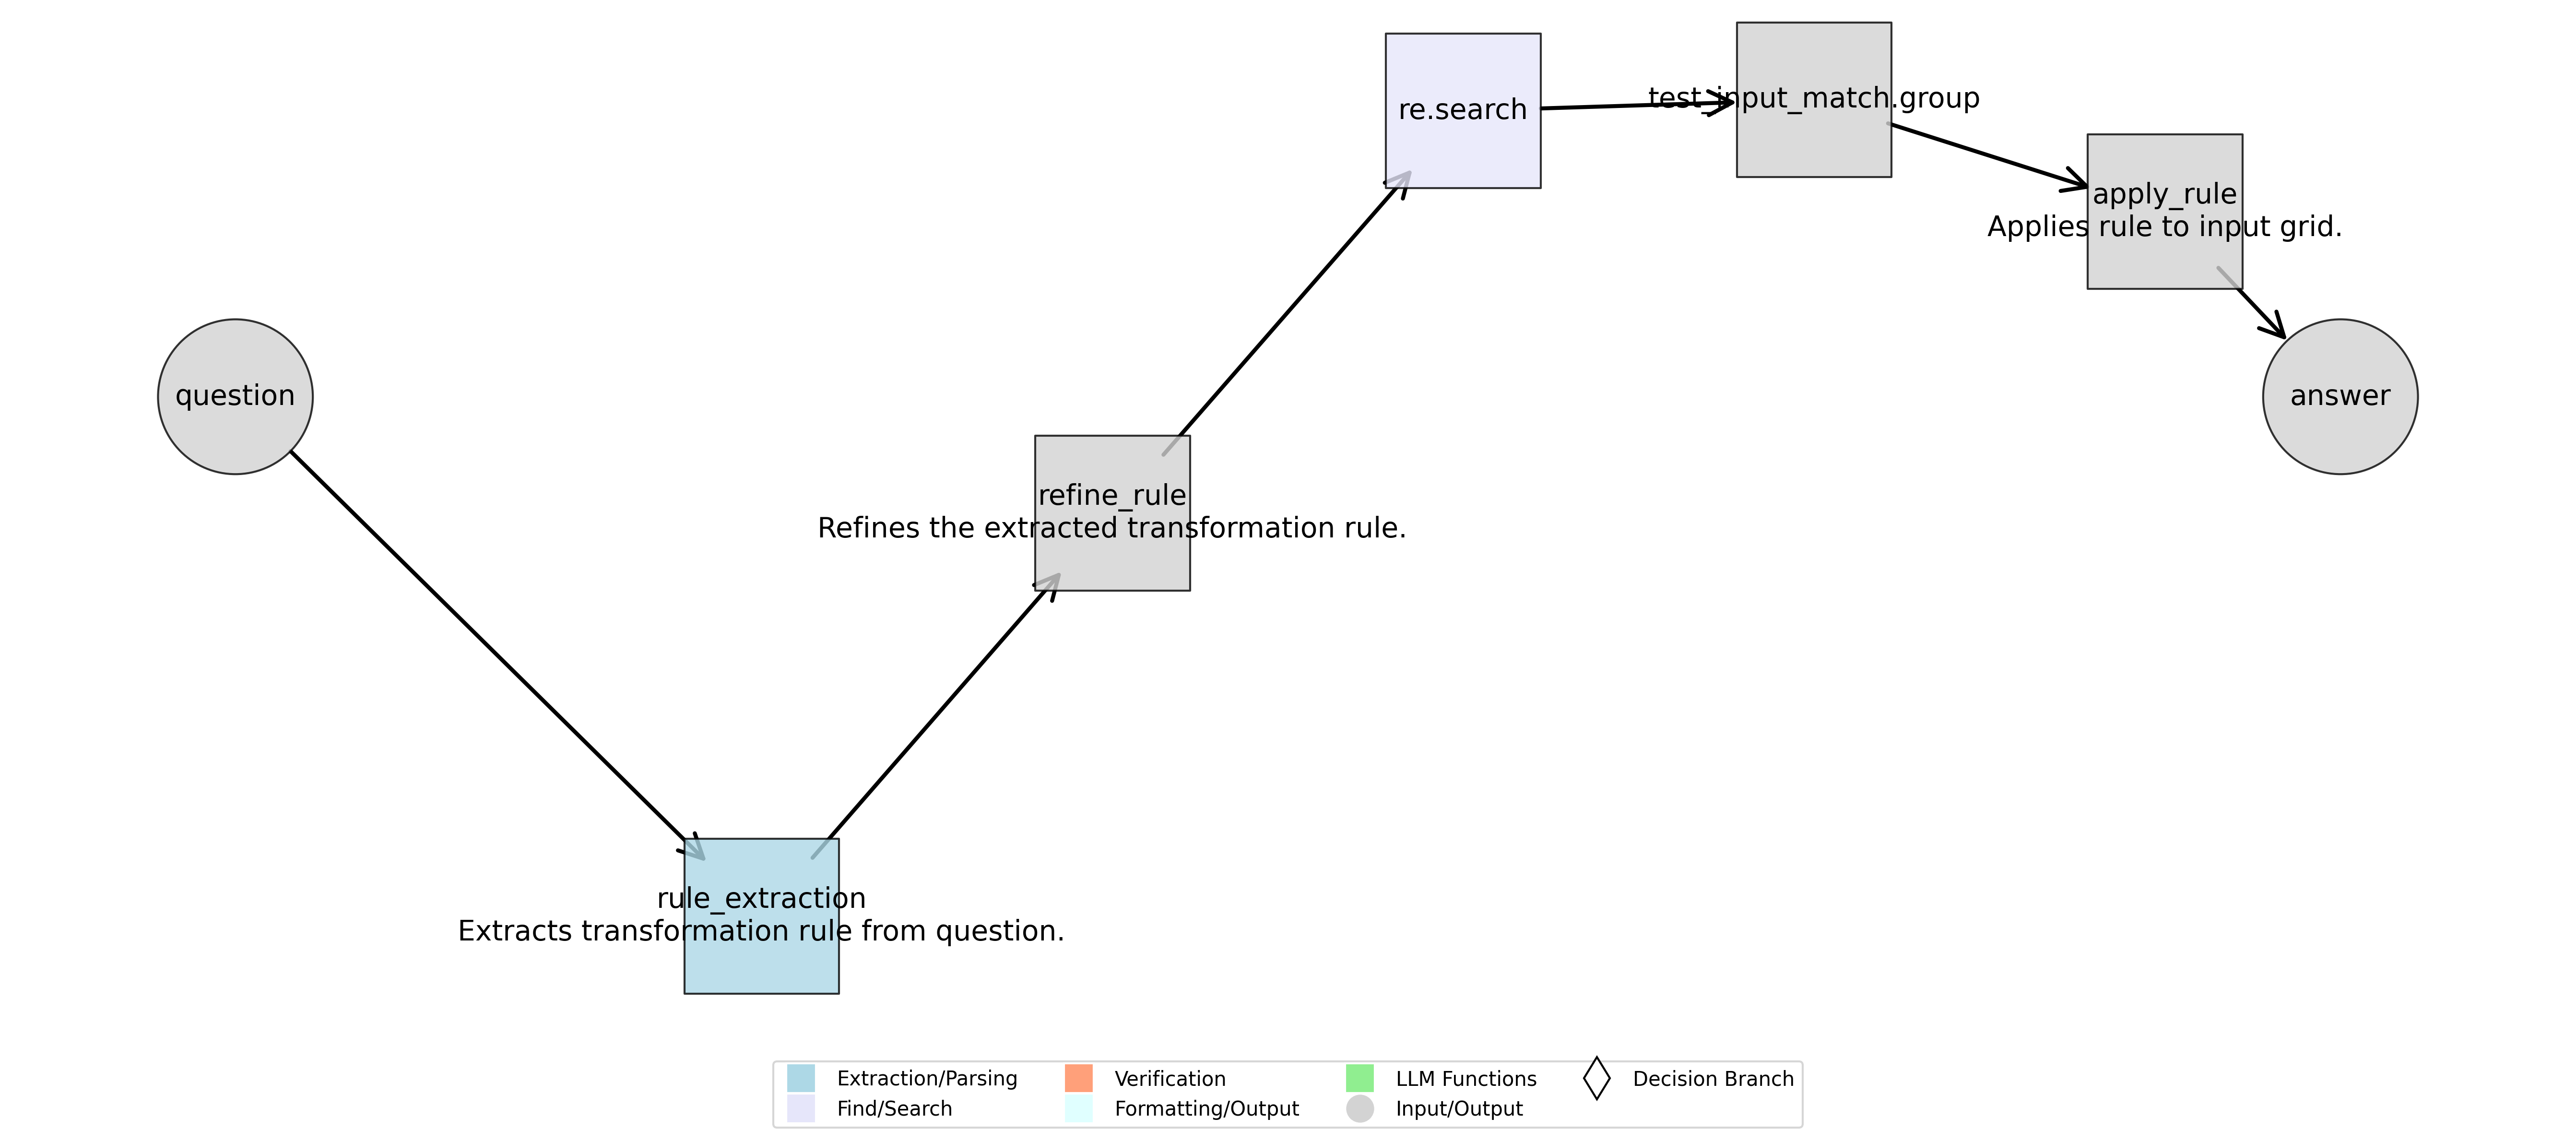 re.search
test_input_match.group
apply_rule
Applies rule to input grid.
question
answer
refine_rule
Refines the extracted transformation rule.
rule_extraction
Extracts transformation rule from question.
Extraction/Parsing
Find/Search
Verification
Formatting/Output
LLM Functions
Input/Output
Decision Branch